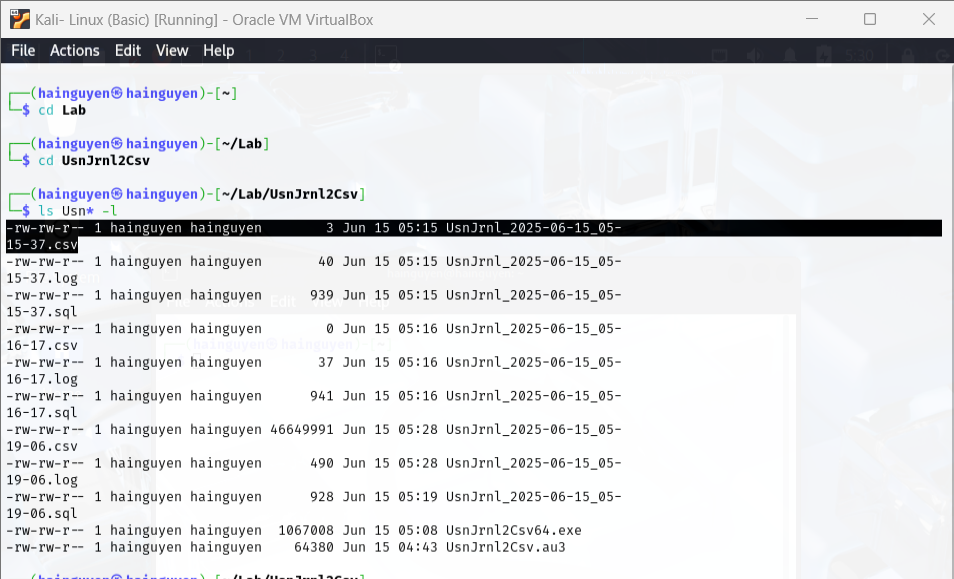 Kali- Linux (Basic) [Running] - Oracle VM VirtualBox
File Actions Edit View Help
┌──(hainguyen㉿hainguyen)-[~]
└─$ cd Lab
┌──(hainguyen㉿hainguyen)-[~/Lab]
└─$ cd UsnJrnl2Csv
┌──(hainguyen㉿hainguyen)-[~/Lab/UsnJrnl2Csv]
└─$ ls Usn* -l
-rw-rw-r-- 1 hainguyen hainguyen        3 Jun 15 05:15 UsnJrnl_2025-06-15_05-
15-37.csv
-rw-rw-r-- 1 hainguyen hainguyen       40 Jun 15 05:15 UsnJrnl_2025-06-15_05-
15-37.log
-rw-rw-r-- 1 hainguyen hainguyen      939 Jun 15 05:15 UsnJrnl_2025-06-15_05-
15-37.sql
-rw-rw-r-- 1 hainguyen hainguyen        0 Jun 15 05:16 UsnJrnl_2025-06-15_05-
16-17.csv
-rw-rw-r-- 1 hainguyen hainguyen       37 Jun 15 05:16 UsnJrnl_2025-06-15_05-
16-17.log
-rw-rw-r-- 1 hainguyen hainguyen      941 Jun 15 05:16 UsnJrnl_2025-06-15_05-
16-17.sql
-rw-rw-r-- 1 hainguyen hainguyen 46649991 Jun 15 05:28 UsnJrnl_2025-06-15_05-
19-06.csv
-rw-rw-r-- 1 hainguyen hainguyen      490 Jun 15 05:28 UsnJrnl_2025-06-15_05-
19-06.log
-rw-rw-r-- 1 hainguyen hainguyen      928 Jun 15 05:19 UsnJrnl_2025-06-15_05-
19-06.sql
-rw-rw-r-- 1 hainguyen hainguyen  1067008 Jun 15 05:08 UsnJrnl2Csv64.exe
-rw-rw-r-- 1 hainguyen hainguyen    64380 Jun 15 04:43 UsnJrnl2Csv.au3